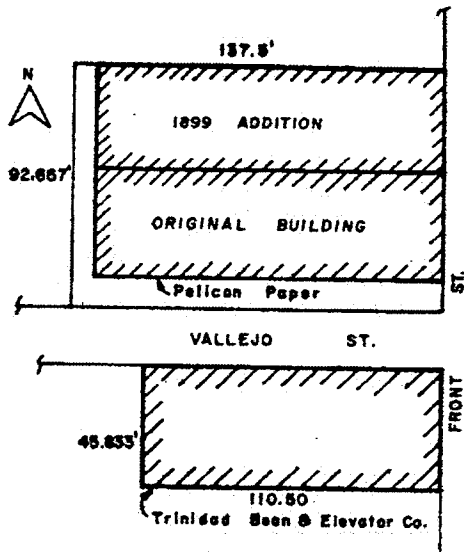 137.5'
N
1899 ADDITION
92.667'
ORIGINAL BUILDING
Pelican Paper
ST.
VALLEJO ST.
FRONT
45.833'
110.50
Trinidad Bean & Elevator Co.